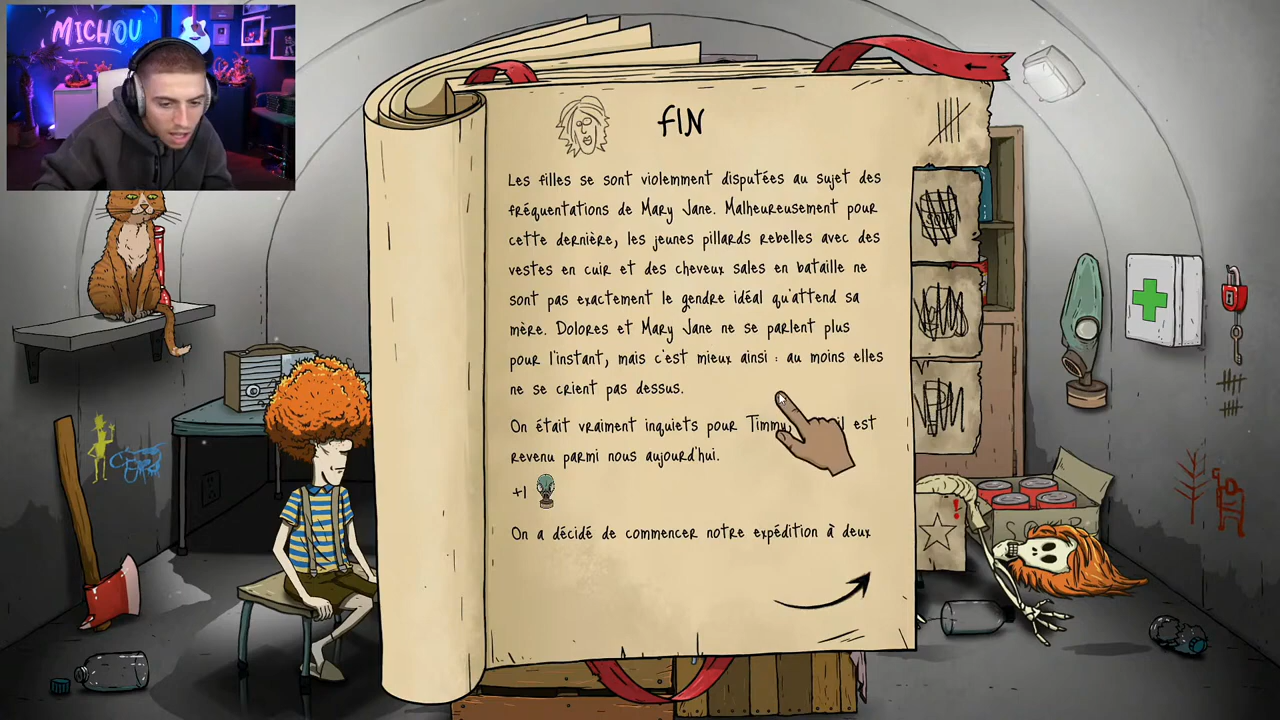 MICHOU
FIN
Les filles se sont violemment disputées au sujet des
fréquentations de Mary Jane. Malheureusement pour
cette dernière, les jeunes pillards rebelles avec des
vestes en cuir et des cheveux sales en bataille ne
sont pas exactement le gendre idéal qu'attend sa
mère. Dolores et Mary Jane ne se parlent plus
pour l'instant, mais c'est mieux ainsi : au moins elles
ne se crient pas dessus.
On était vraiment inquiets pour Timmy, il est
revenu parmi nous aujourd'hui.
+1
On a décidé de commencer notre expédition à deux